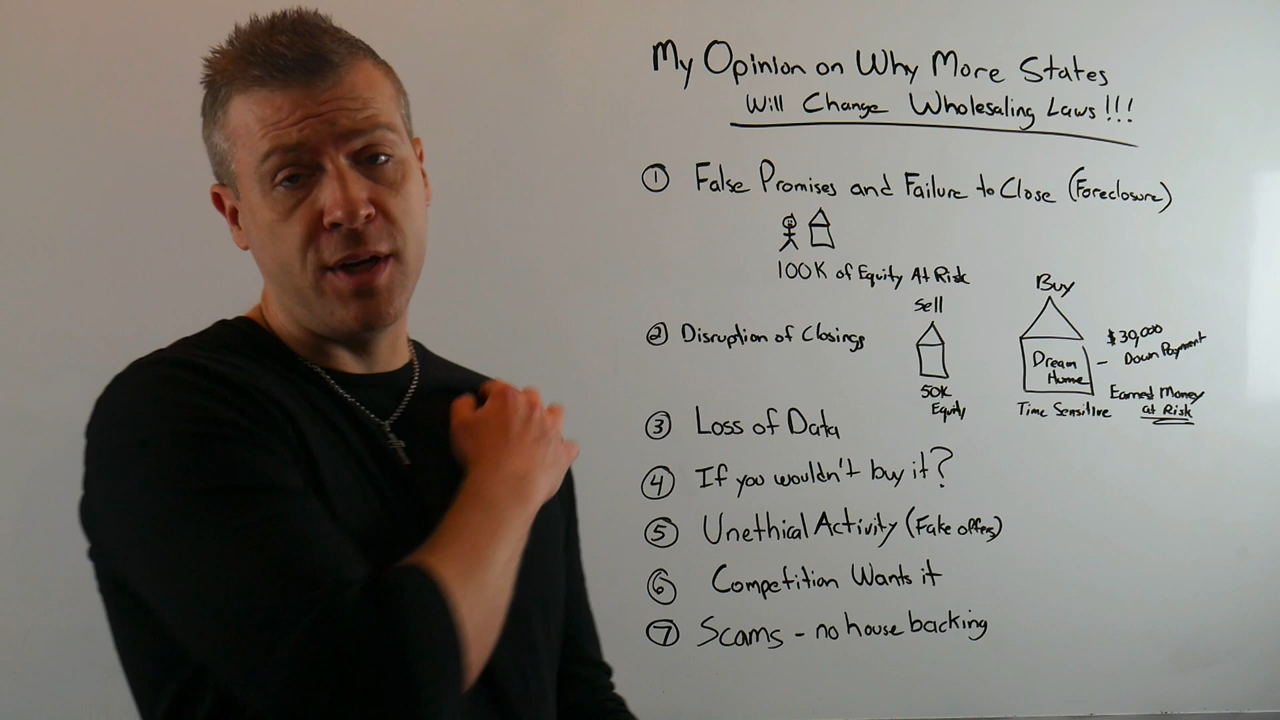 My Opinion on Why More States
Will Change Wholesaling Laws!!!
① False Promises and Failure to Close (Foreclosure)
100K of Equity At Risk
② Disruption of Closings
Sell
50K
Equity
Buy
Dream
Home
Time Sensitive
$30,000
- Down Payment
Earned Money
at Risk
③ Loss of Data
④ If you wouldn't buy it?
⑤ Unethical Activity (Fake offers)
⑥ Competition Wants it
⑦ Scams - no house backing